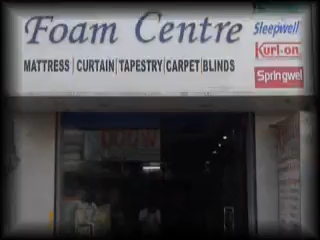 Foam Centre
Sleepwell
Kurl-on
MATTRESS | CURTAIN | TAPESTRY | CARPET | BLINDS
Springwel